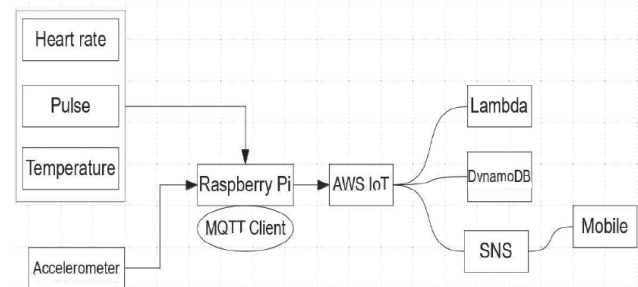 Heart rate
Pulse
Temperature
Accelerometer
Raspberry Pi
MQTT Client
AWS IoT
Lambda
DynamoDB
SNS
Mobile